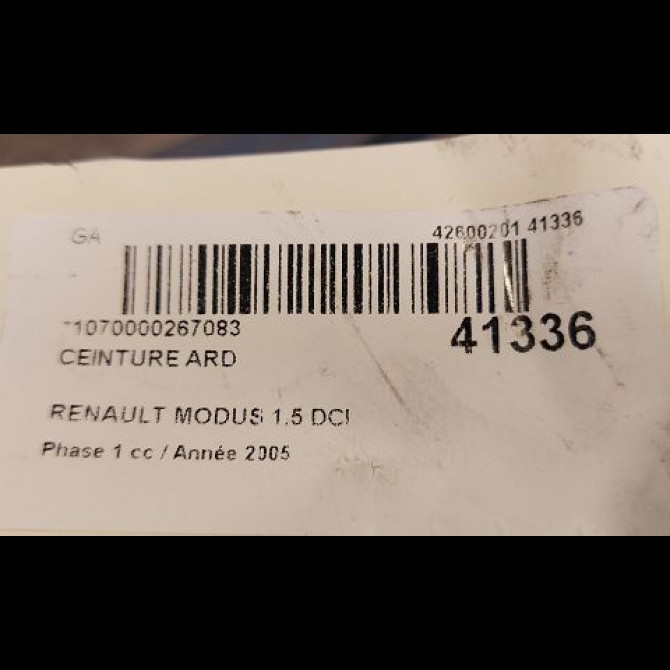 GA 42600201 41336
1070000267083 41336
CEINTURE ARD
RENAULT MODUS 1.5 DCI
Phase 1 cc / Année 2005